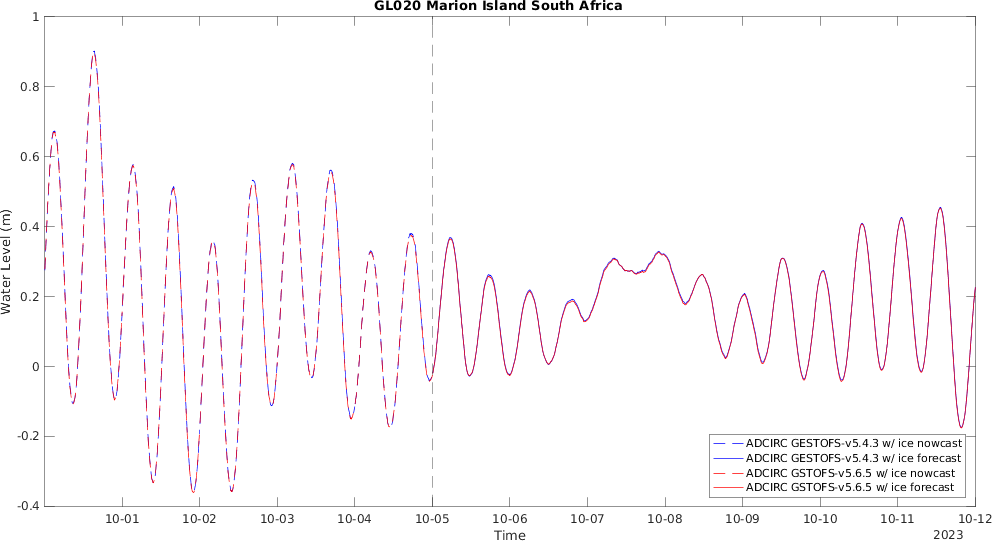 GL020 Marion Island South Africa
1
0.8
0.6
0.4
0.2
0
-0.2
-0.4
Water Level (m)
10-01 10-02 10-03 10-04 10-05 10-06 10-07 10-08 10-09 10-10 10-11 10-12
Time
2023
ADCIRC GESTOFS-v5.4.3 w/ ice nowcast
ADCIRC GESTOFS-v5.4.3 w/ ice forecast
ADCIRC GSTOFS-v5.6.5 w/ ice nowcast
ADCIRC GSTOFS-v5.6.5 w/ ice forecast